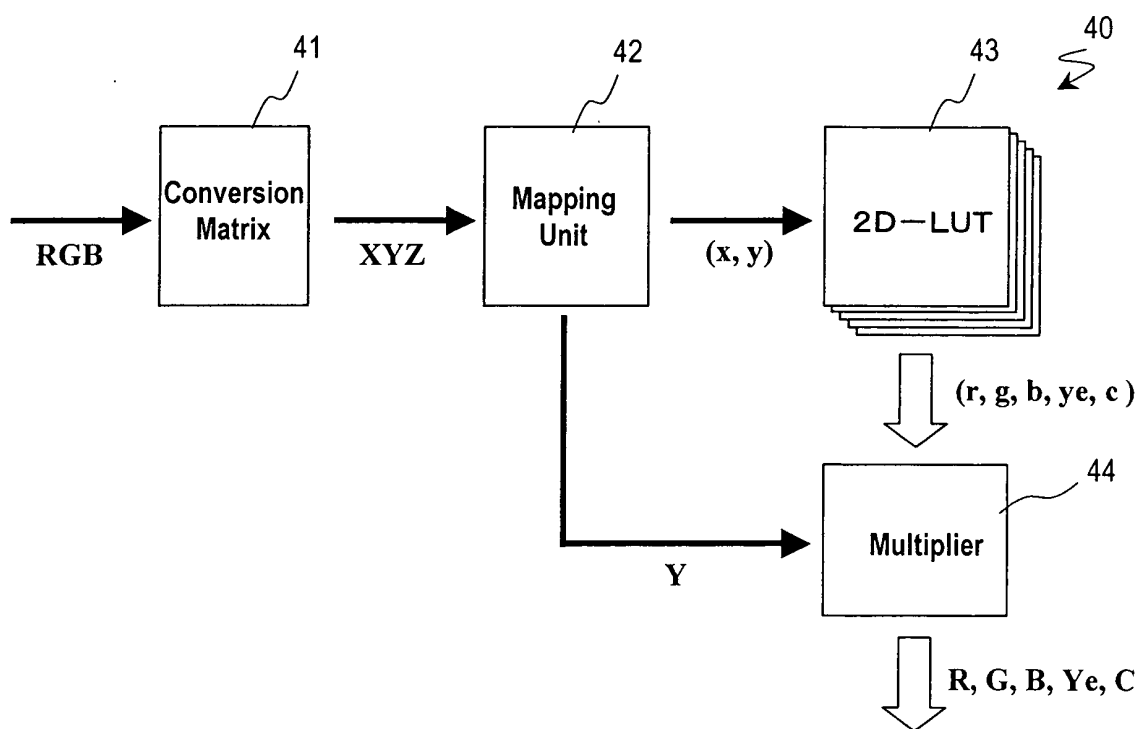 40
41
42
43
Conversion
Matrix
Mapping
Unit
2D-LUT
RGB
XYZ
(x, y)
(r, g, b, ye, c )
44
Multiplier
Y
R, G, B, Ye, C